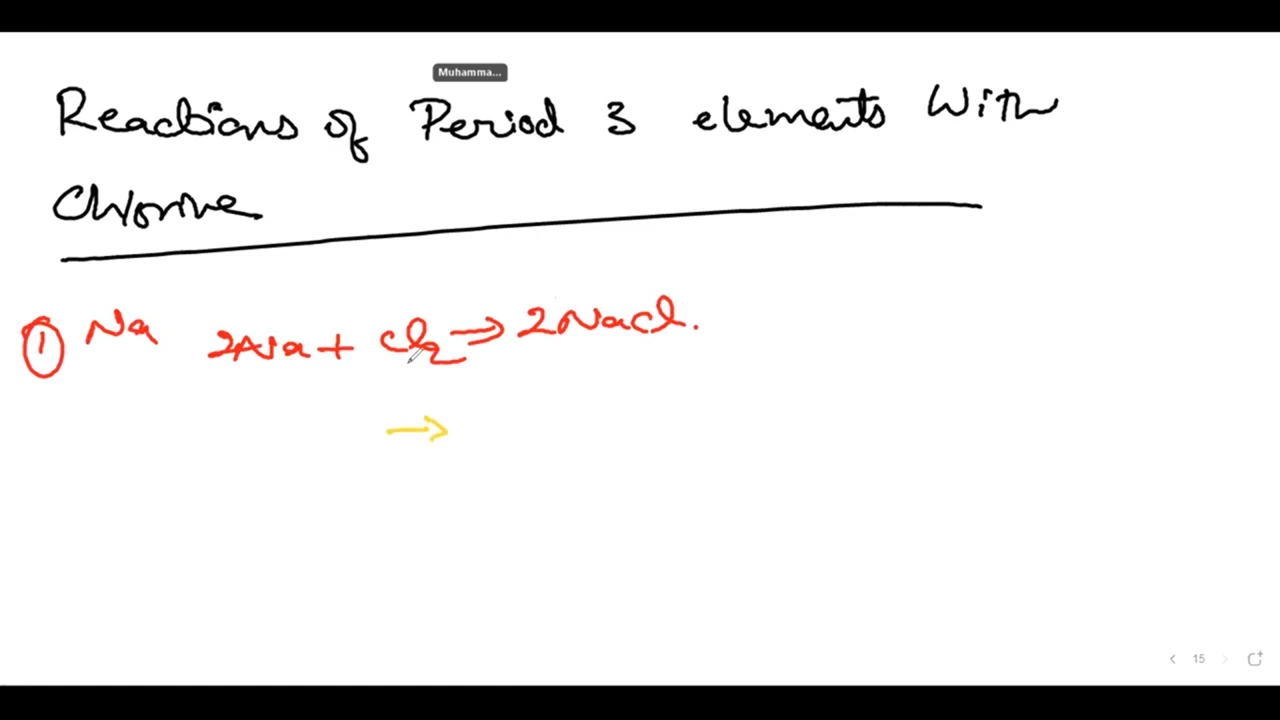 Muhamma...
Reactions of Period 3 elements With
Chlorine
① Na 2Na + Cl₂ → 2NaCl.
→
15